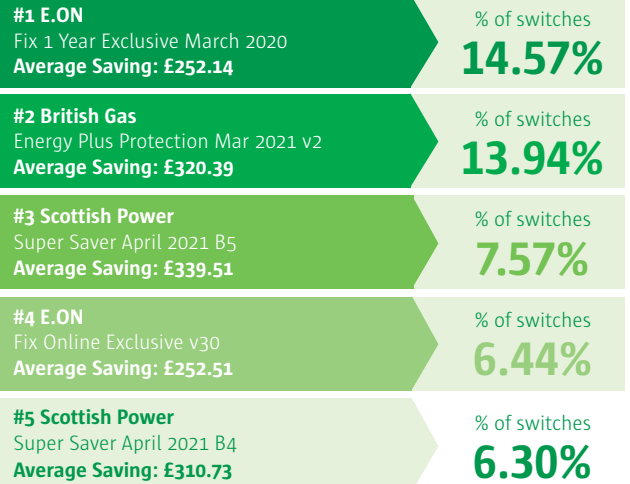 #1 E.ON
Fix 1 Year Exclusive March 2020
Average Saving: £252.14
% of switches
14.57%
#2 British Gas
Energy Plus Protection Mar 2021 v2
Average Saving: £320.39
% of switches
13.94%
#3 Scottish Power
Super Saver April 2021 B5
Average Saving: £339.51
% of switches
7.57%
#4 E.ON
Fix Online Exclusive v30
Average Saving: £252.51
% of switches
6.44%
#5 Scottish Power
Super Saver April 2021 B4
Average Saving: £310.73
% of switches
6.30%